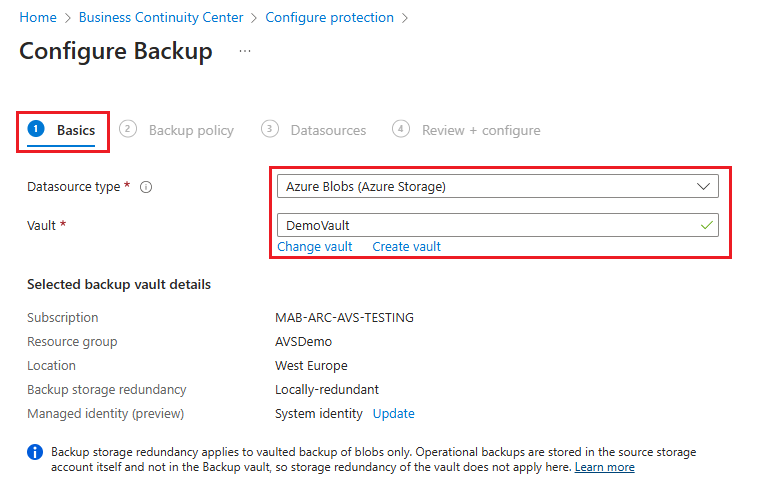 Home > Business Continuity Center > Configure protection >
Configure Backup ...
1 Basics 2 Backup policy 3 Datasources 4 Review + configure
Datasource type * Azure Blobs (Azure Storage)
Vault * DemoVault
Change vault Create vault
Selected backup vault details
Subscription MAB-ARC-AVS-TESTING
Resource group AVSDemo
Location West Europe
Backup storage redundancy Locally-redundant
Managed identity (preview) System identity Update
Backup storage redundancy applies to vaulted backup of blobs only. Operational backups are stored in the source storage
account itself and not in the Backup vault, so storage redundancy of the vault does not apply here. Learn more